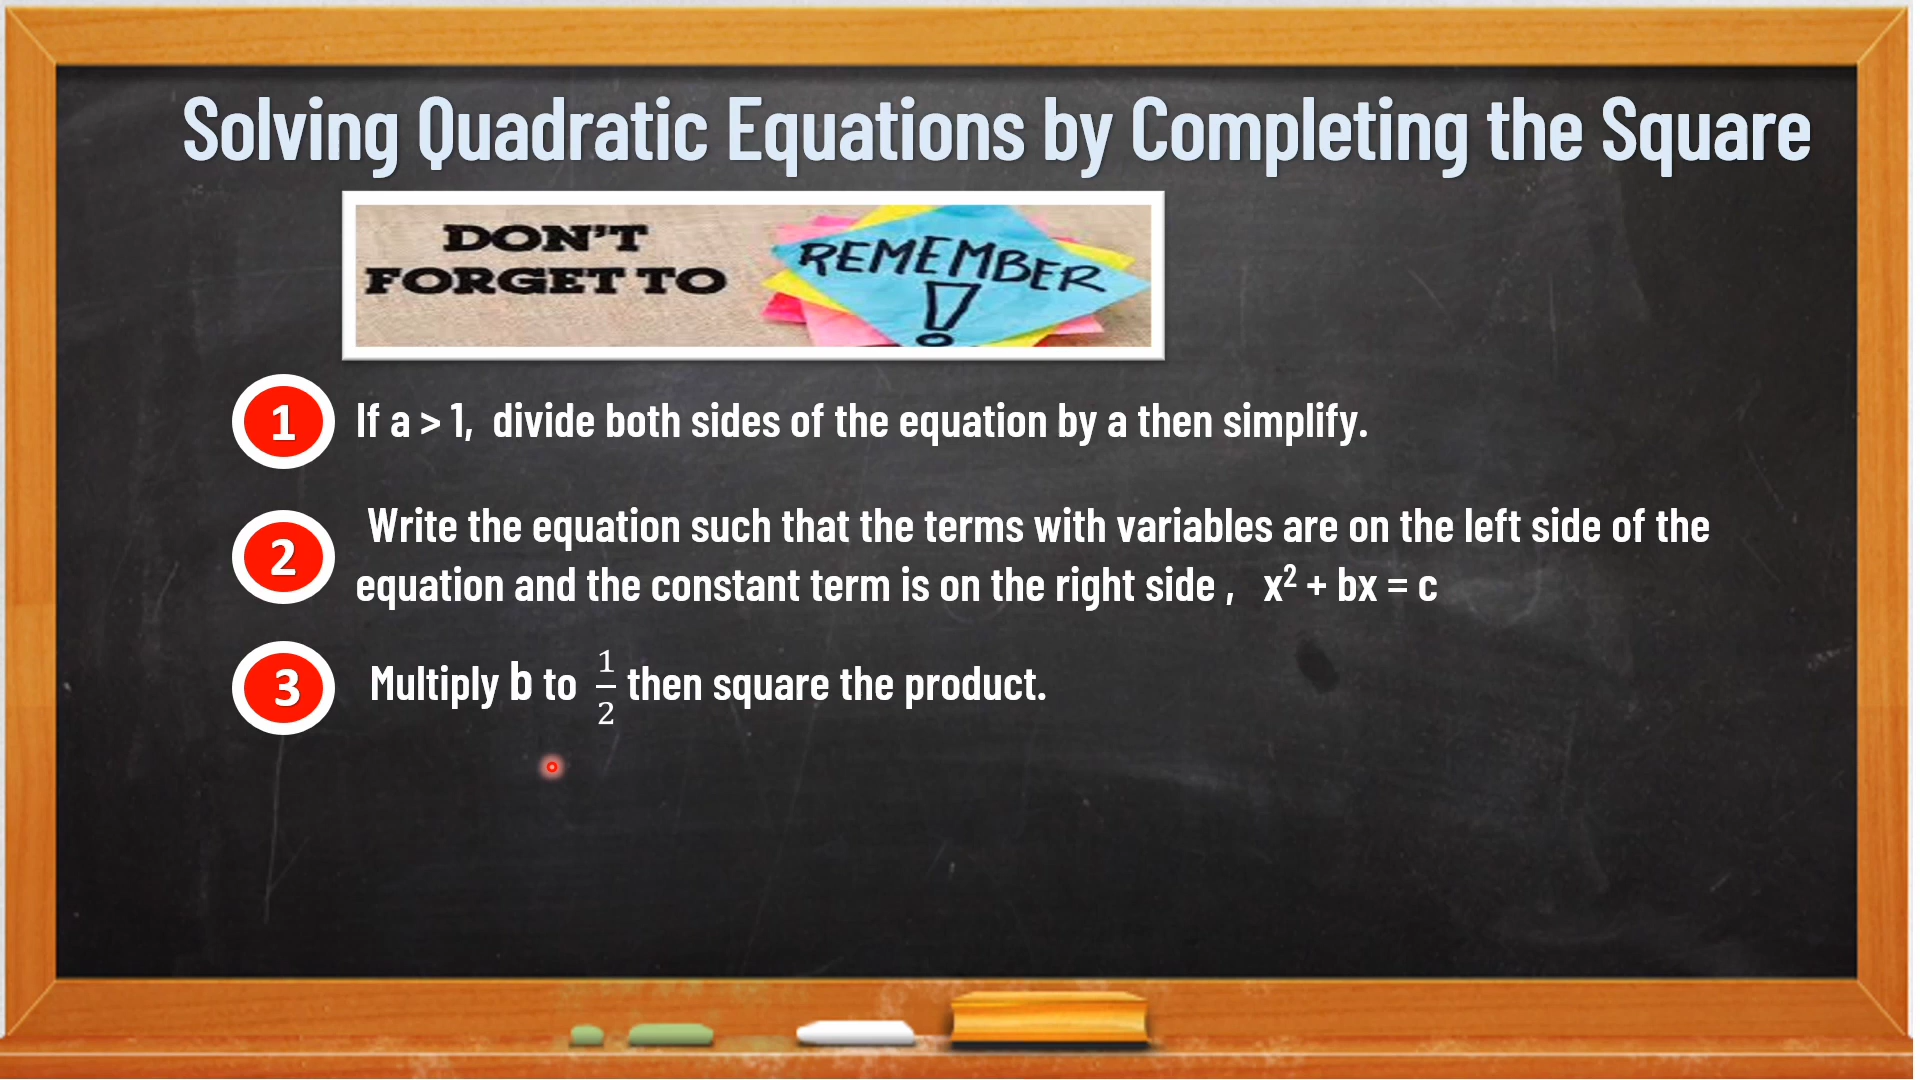 Solving Quadratic Equations by Completing the Square
DON'T
FORGET TO
REMEMBER
!
1 If a > 1, divide both sides of the equation by a then simplify.
2 Write the equation such that the terms with variables are on the left side of the
equation and the constant term is on the right side , x² + bx = c
3 Multiply b to 1/2 then square the product.